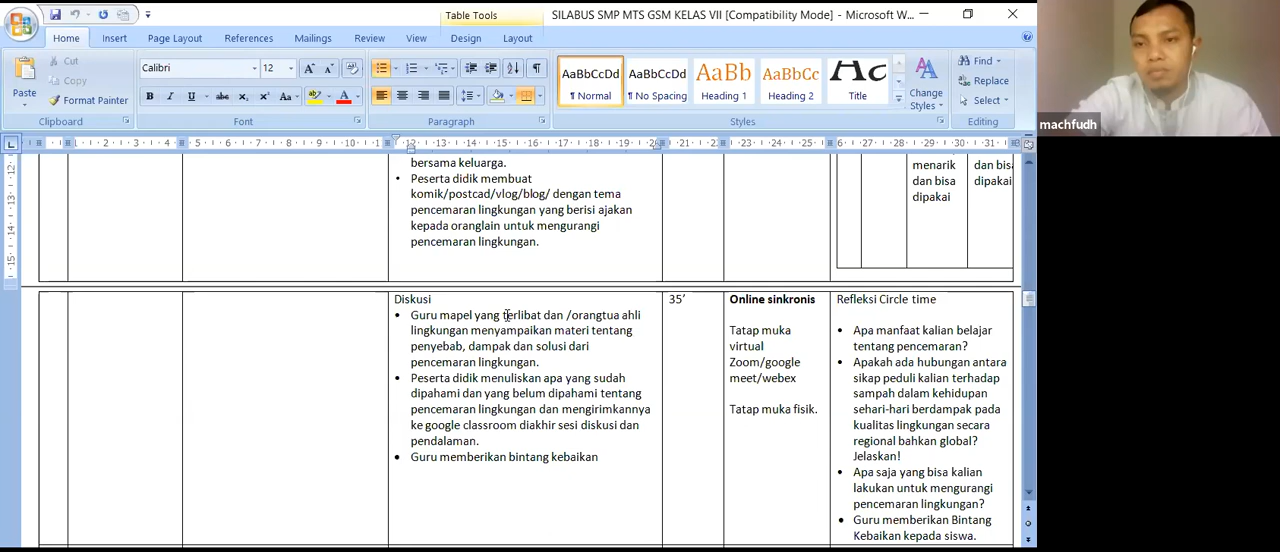 Table Tools
SILABUS SMP MTS GSM KELAS VII [Compatibility Mode] - Microsoft W...
Home Insert Page Layout References Mailings Review View Design Layout
Paste
Cut
Copy
Format Painter
Clipboard
Calibri 12
B I U abc x₂ x² Aa
Font
Paragraph
AaBbCcDd AaBbCcDd AaBb AaBbCc Aa
¶ Normal ¶ No Spacing Heading 1 Heading 2 Title
Change
Styles
Styles
Find
Replace
Select
Editing
machfudh
bersama keluarga.
• Peserta didik membuat
komik/postcad/vlog/blog/ dengan tema
pencemaran lingkungan yang berisi ajakan
kepada oranglain untuk mengurangi
pencemaran lingkungan.
menarik
dan bisa
dipakai
dan bisa
dipakai
Diskusi
• Guru mapel yang terlibat dan /orangtua ahli
lingkungan menyampaikan materi tentang
penyebab, dampak dan solusi dari
pencemaran lingkungan.
• Peserta didik menuliskan apa yang sudah
dipahami dan yang belum dipahami tentang
pencemaran lingkungan dan mengirimkannya
ke google classroom diakhir sesi diskusi dan
pendalaman.
• Guru memberikan bintang kebaikan
35’
Online sinkronis
Tatap muka
virtual
Zoom/google
meet/webex
Tatap muka fisik.
Refleksi Circle time
• Apa manfaat kalian belajar
tentang pencemaran?
• Apakah ada hubungan antara
sikap peduli kalian terhadap
sampah dalam kehidupan
sehari-hari berdampak pada
kualitas lingkungan secara
regional bahkan global?
Jelaskan!
• Apa saja yang bisa kalian
lakukan untuk mengurangi
pencemaran lingkungan?
• Guru memberikan Bintang
Kebaikan kepada siswa.